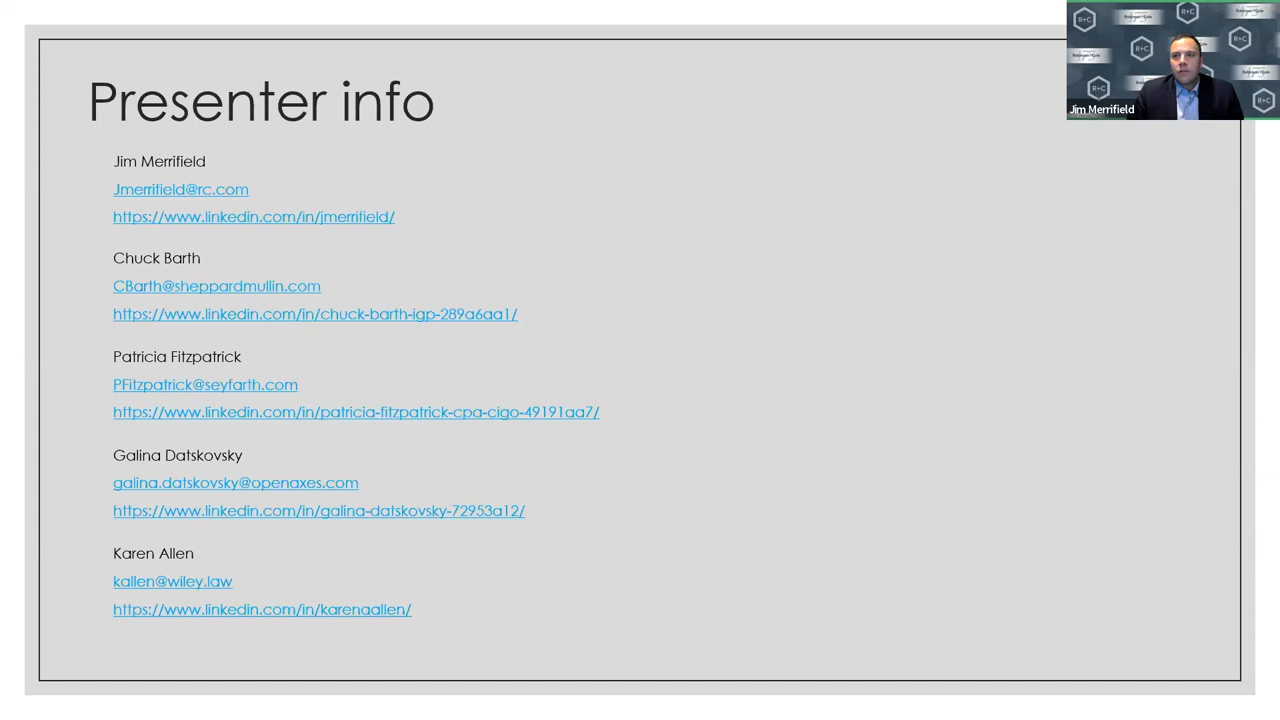 Presenter info
Jim Merrifield
Jmerrifield@rc.com
https://www.linkedin.com/in/jmerrifield/
Chuck Barth
CBarth@sheppardmullin.com
https://www.linkedin.com/in/chuck-barth-igp-289a6aa1/
Patricia Fitzpatrick
PFitzpatrick@seyfarth.com
https://www.linkedin.com/in/patricia-fitzpatrick-cpa-cigo-49191aa7/
Galina Datskovsky
galina.datskovsky@openaxes.com
https://www.linkedin.com/in/galina-datskovsky-72953a12/
Karen Allen
kallen@wiley.law
https://www.linkedin.com/in/karenaallen/
R+C
R+C
R+C
R+C
R+C
R+C
Jim Merrifield